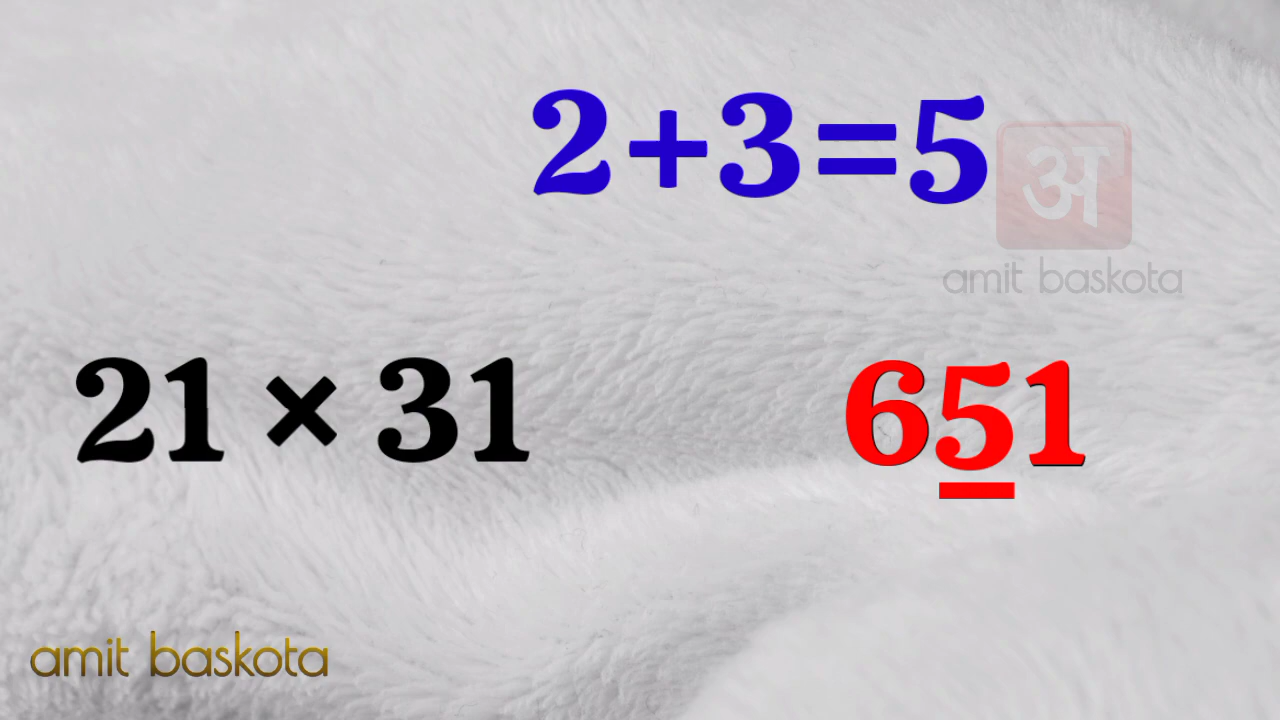 2+3=5
अ
amit baskota
21 × 31
651
amit baskota